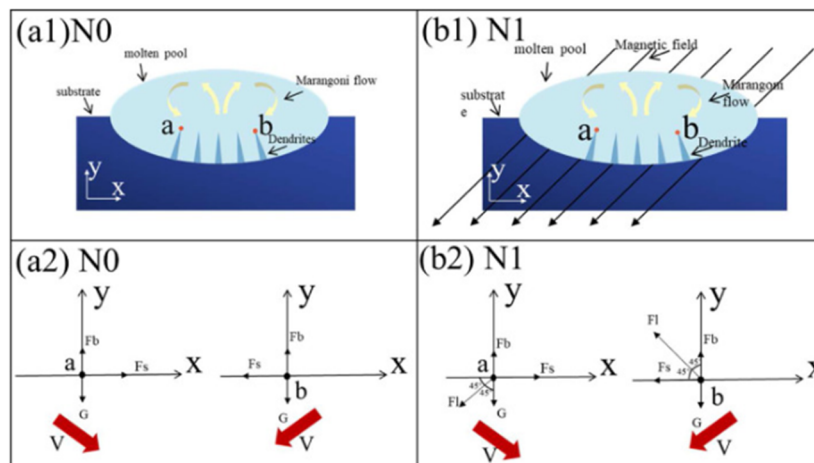 (a1)N0
molten pool
Marangoni flow
substrate
a
b
Dendrites
y
x
(b1) N1
Magnetic field
molten pool
Marangoni
flow
substrat
e
a
b
Dendrite
y
x
(a2) N0
y
y
Fb
Fb
a
Fs
x
Fs
x
b
G
G
V
V
(b2) N1
y
y
Fl
Fb
Fb
a
x
Fs
45°
45°
Fl
G
45°
45°
Fs
x
b
G
V
V